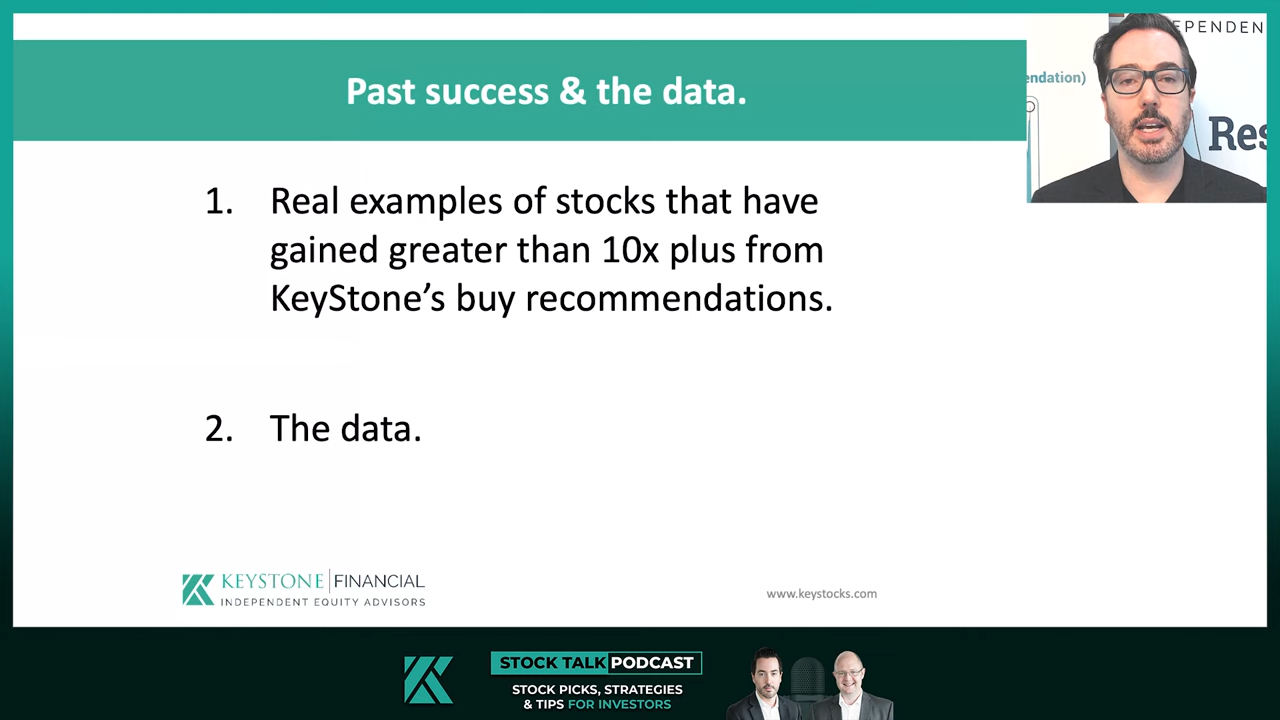 Past success & the data.
EPENDEN
endation)
Res
1. Real examples of stocks that have
gained greater than 10x plus from
KeyStone’s buy recommendations.
2. The data.
KEYSTONE FINANCIAL
INDEPENDENT EQUITY ADVISORS
www.keystocks.com
STOCK TALK PODCAST
STOCK PICKS, STRATEGIES
& TIPS FOR INVESTORS